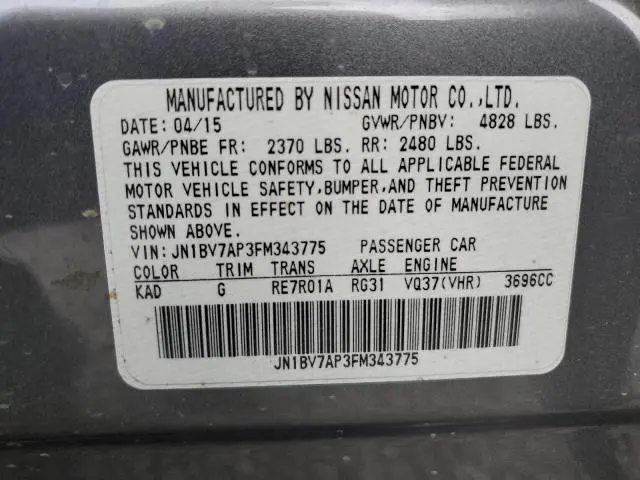 MANUFACTURED BY NISSAN MOTOR CO.,LTD.
DATE: 04/15 GVWR/PNBV: 4828 LBS.
GAWR/PNBE FR: 2370 LBS. RR: 2480 LBS.
THIS VEHICLE CONFORMS TO ALL APPLICABLE FEDERAL
MOTOR VEHICLE SAFETY,BUMPER,AND THEFT PREVENTION
STANDARDS IN EFFECT ON THE DATE OF MANUFACTURE
SHOWN ABOVE.
VIN: JN1BV7AP3FM343775 PASSENGER CAR
COLOR TRIM TRANS AXLE ENGINE
KAD G RE7R01A RG31 VQ37(VHR) 3696CC
JN1BV7AP3FM343775